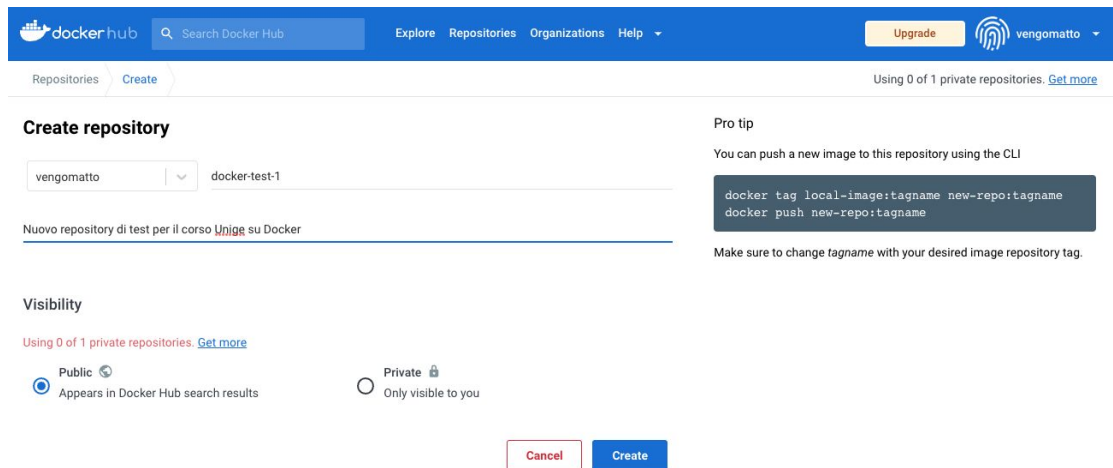 dockerhub Search Docker Hub Explore Repositories Organizations Help Upgrade vengomatto
Repositories Create Using 0 of 1 private repositories. Get more
Create repository
vengomatto docker-test-1
Nuovo repository di test per il corso Unige su Docker
Visibility
Using 0 of 1 private repositories. Get more
Public
Appears in Docker Hub search results
Private
Only visible to you
Cancel Create
Pro tip
You can push a new image to this repository using the CLI
docker tag local-image:tagname new-repo:tagname
docker push new-repo:tagname
Make sure to change tagname with your desired image repository tag.